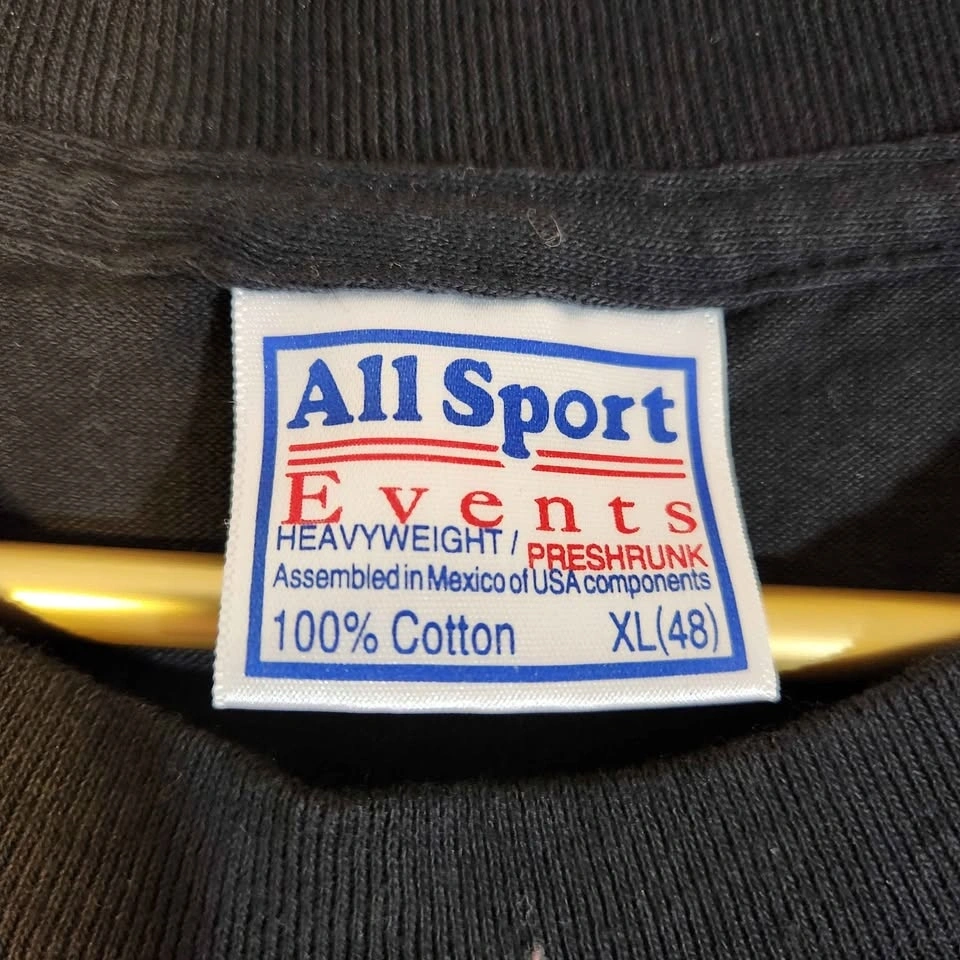 All Sport
Events
HEAVYWEIGHT / PRESHRUNK
Assembled in Mexico of USA components
100% Cotton XL(48)